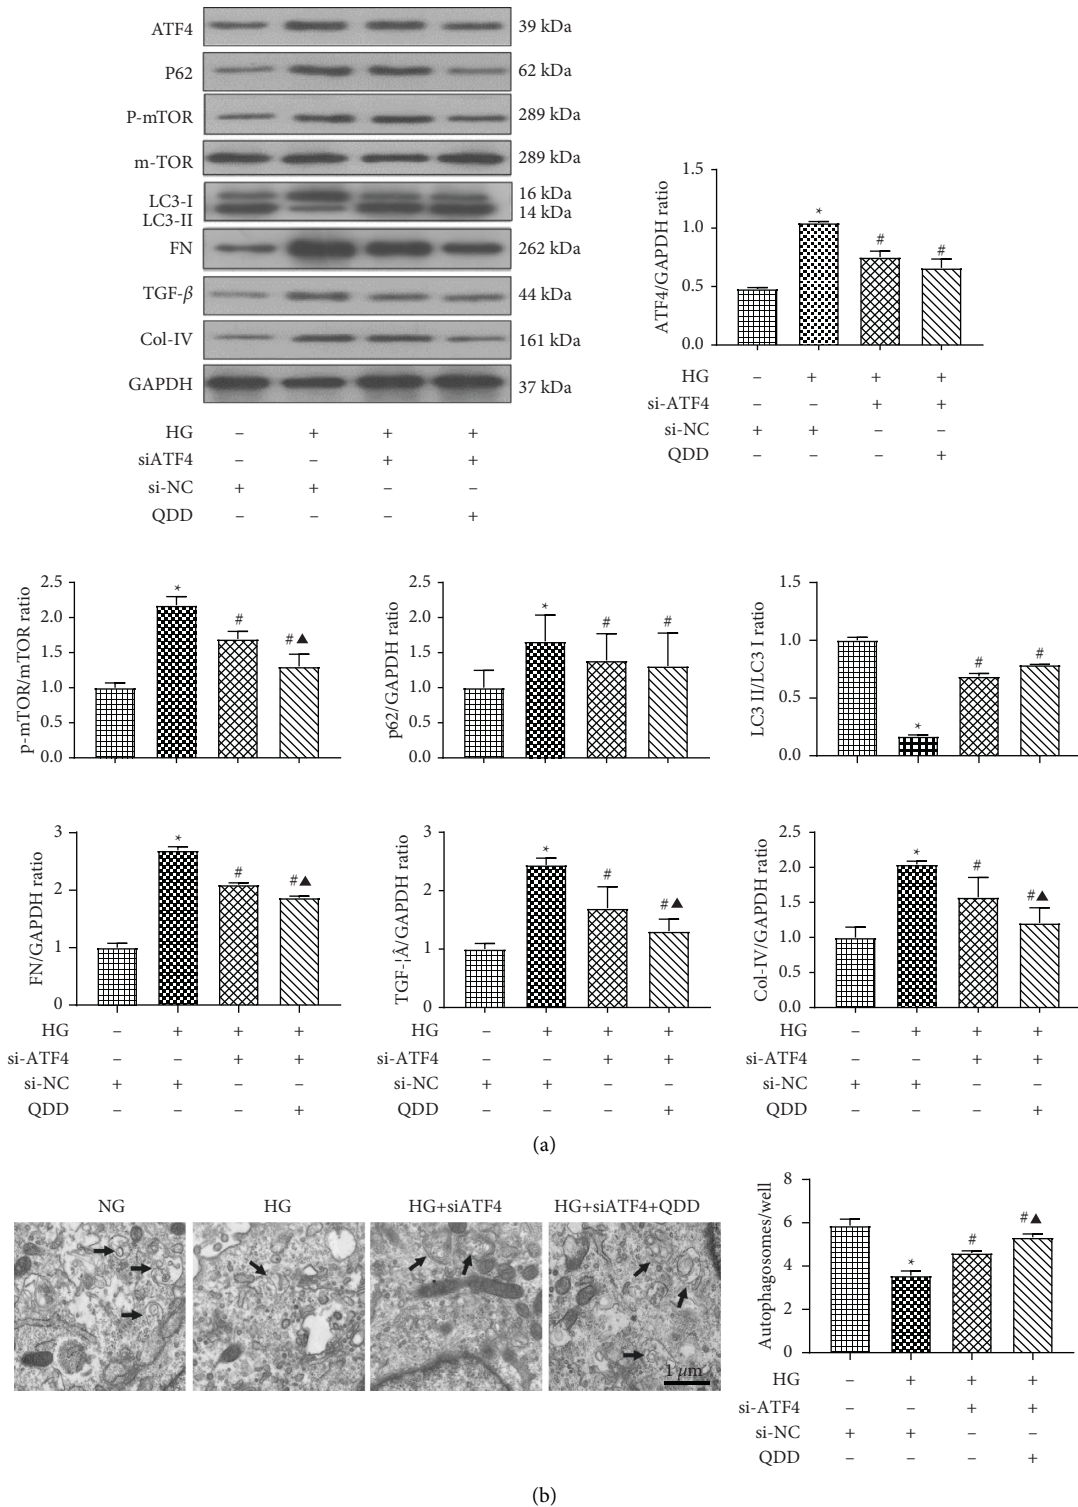 ATF4 39 kDa
P62 62 kDa
P-mTOR 289 kDa
m-TOR 289 kDa
LC3-I 16 kDa
LC3-II 14 kDa
FN 262 kDa
TGF-β 44 kDa
Col-IV 161 kDa
GAPDH 37 kDa
HG – + + +
siATF4 – – + +
si-NC + + – –
QDD – – – +
ATF4/GAPDH ratio
1.5
1.0
0.5
0.0
*
#
#
HG – + + +
si-ATF4 – – + +
si-NC + + – –
QDD – – – +
p-mTOR/mTOR ratio
2.5
2.0
1.5
1.0
0.5
0.0
*
#
# ▲
p62/GAPDH ratio
2.5
2.0
1.5
1.0
0.5
0.0
*
#
#
LC3 II/LC3 I ratio
1.5
1.0
0.5
0.0
*
#
#
FN/GAPDH ratio
3
2
1
0
*
#
#▲
HG – + + +
si-ATF4 – – + +
si-NC + + – –
QDD – – – +
TGF-¦Â/GAPDH ratio
3
2
1
0
*
#
#▲
HG – + + +
si-ATF4 – – + +
si-NC + + – –
QDD – – – +
Col-IV/GAPDH ratio
2.5
2.0
1.5
1.0
0.5
0.0
*
#
#▲
HG – + + +
si-ATF4 – – + +
si-NC + + – –
QDD – – – +
(a)
NG HG HG+siATF4 HG+siATF4+QDD
1 μm
Autophagosomes/well
8
6
4
2
0
*
#
#▲
HG – + + +
si-ATF4 – – + +
si-NC + + – –
QDD – – – +
(b)